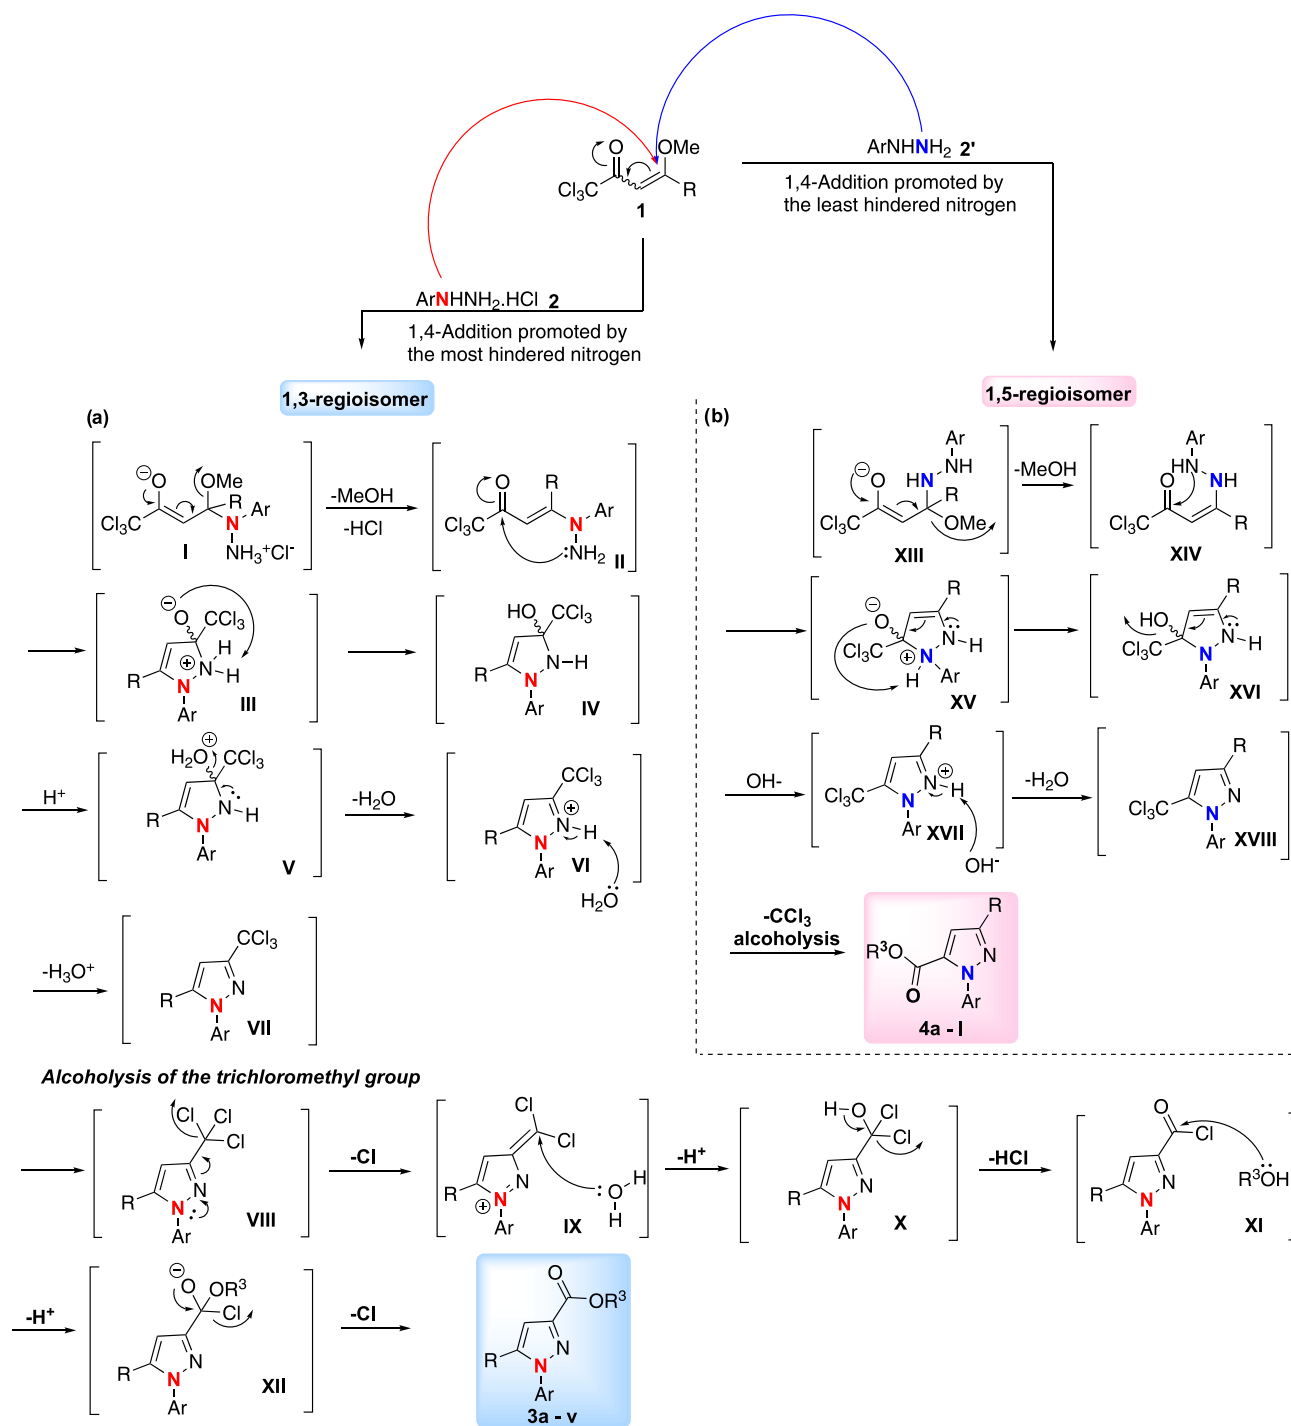 O OMe
Cl3C R
1
ArNHNH2 2'
1,4-Addition promoted by
the least hindered nitrogen
ArNHNH2.HCl 2
1,4-Addition promoted by
the most hindered nitrogen
1,3-regioisomer
1,5-regioisomer
(a)
⊖O OMe R Cl3C N Ar NH3+Cl- I
-MeOH
-HCl
O R Cl3C N Ar :NH2 II
(b)
⊖O Ar HN NH R Cl3C OMe XIII
-MeOH
Ar HN NH O Cl3C R XIV
⊖O CCl3 H R N ⊕ N H Ar III
HO CCl3 R N N-H Ar IV
⊖O R Cl3C ⊕ N N H H Ar XV
HO R Cl3C N N H Ar XVI
H+
H2O⊕ CCl3 R N N H Ar V
-H2O
CCl3 ⊕ R N N H Ar VI H2O
OH-
R ⊕ Cl3C N N H Ar XVII OH-
-H2O
R Cl3C N N Ar XVIII
-H3O+
CCl3 R N N Ar VII
-CCl3
alcoholysis
R R3O N N O Ar
4a - l
Alcoholysis of the trichloromethyl group
Cl Cl Cl R N N Ar VIII
-Cl
Cl Cl R N N ⊕ Ar O H H IX
-H+
H O Cl Cl R N N Ar X
-HCl
O Cl R N N Ar R3OH XI
-H+
⊖ O OR3 Cl R N N Ar XII
-Cl
O OR3 R N N Ar
3a - v